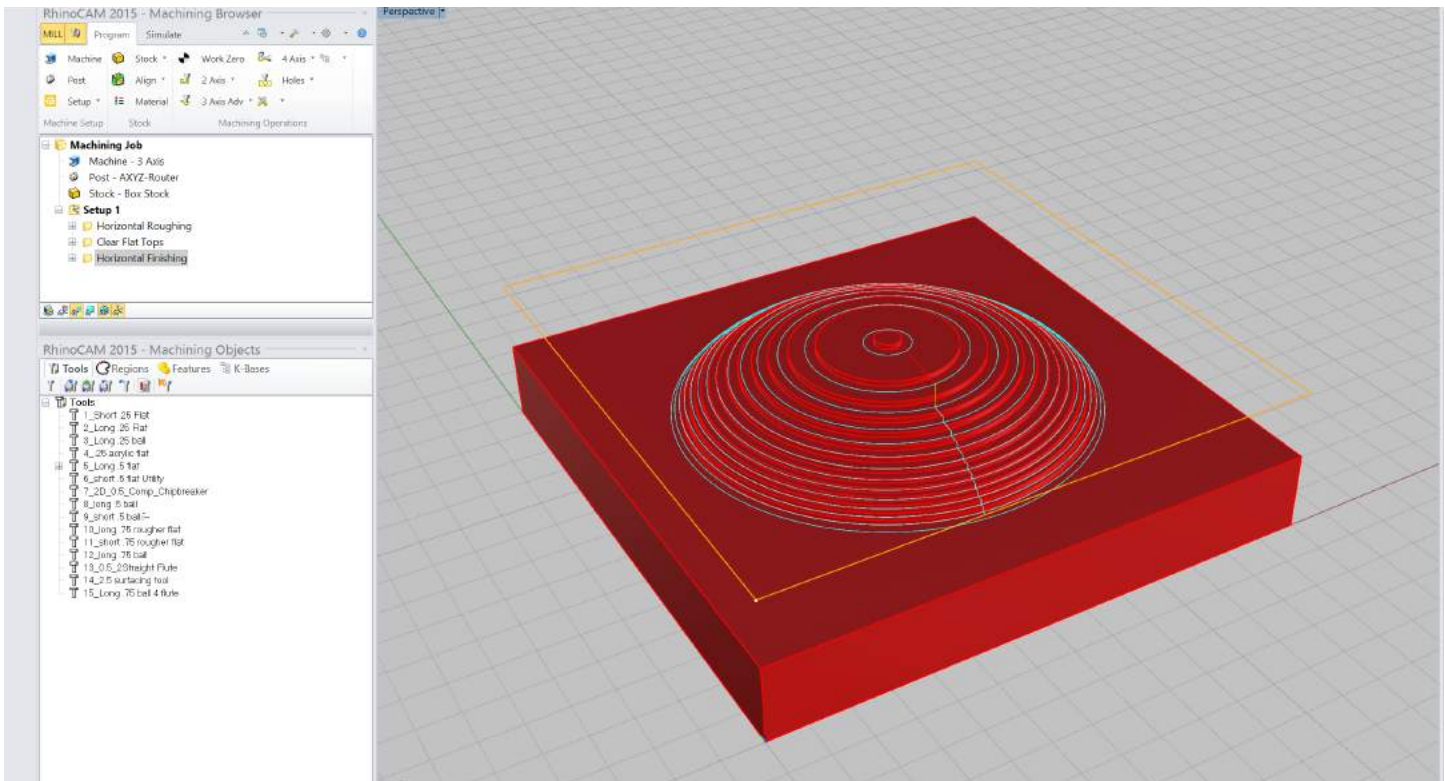 RhinoCAM 2015 - Machining Browser
MILL Program Simulate
Machine Stock Work Zero 4 Axis
Post Align 2 Axis Holes
Setup Material 3 Axis Adv
Machine Setup Stock Machining Operations
Machining Job
Machine - 3 Axis
Post - AXYZ-Router
Stock - Box Stock
Setup 1
Horizontal Roughing
Clear Flat Tops
Horizontal Finishing
RhinoCAM 2015 - Machining Objects
Tools Regions Features K-Bases
Tools
1_Short .25 Flat
2_Long .25 Flat
3_Long .25 ball
4_.25 acrylic flat
5_Long .5 flat
6_short .5 flat Utility
7_2D_0.5_Comp_Chipbreaker
8_long .5 ball
9_short .5 ball
10_long .75 rougher flat
11_short .75 rougher flat
12_long .75 ball
13_0.5_2Straight Flute
14_2.5 surfacing tool
15_Long .75 ball 4 flute
Perspective